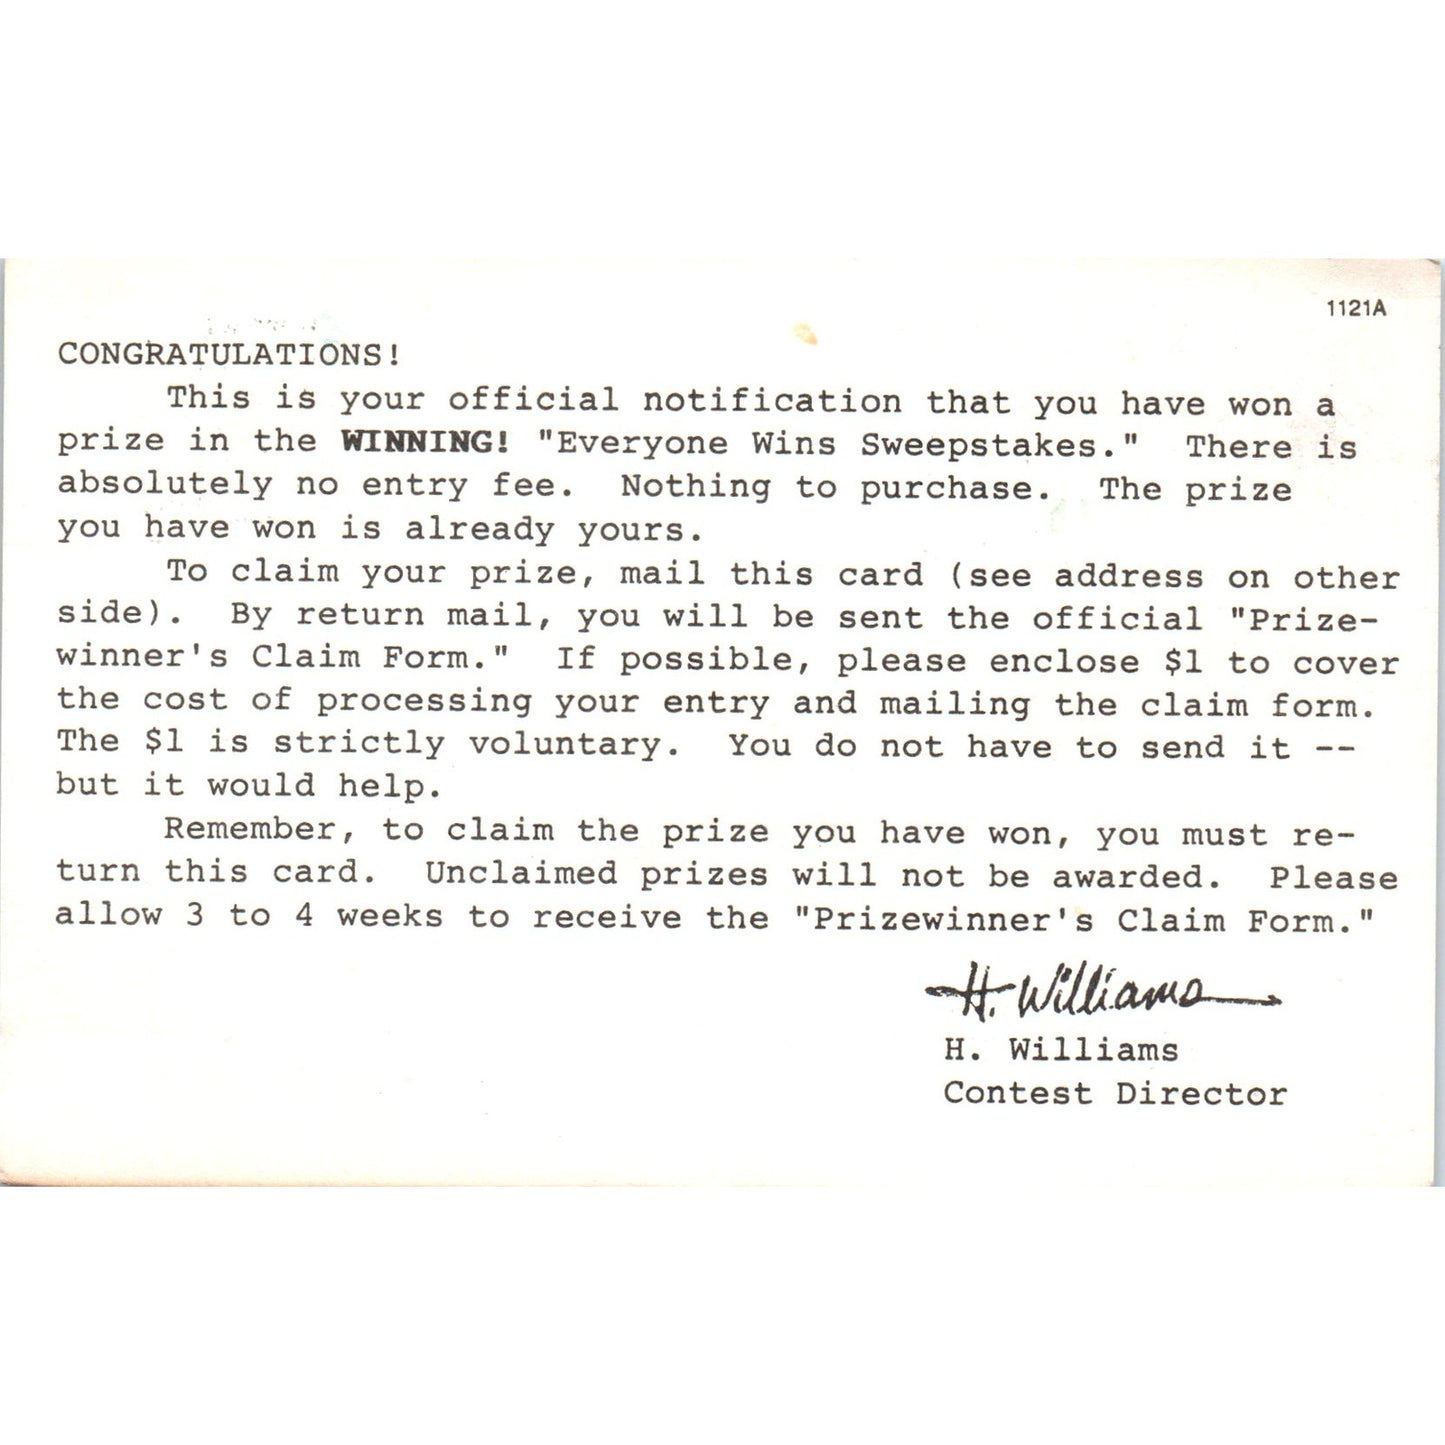 1121A
CONGRATULATIONS!
This is your official notification that you have won a
prize in the WINNING! "Everyone Wins Sweepstakes." There is
absolutely no entry fee. Nothing to purchase. The prize
you have won is already yours.
To claim your prize, mail this card (see address on other
side). By return mail, you will be sent the official "Prize-
winner's Claim Form." If possible, please enclose $1 to cover
the cost of processing your entry and mailing the claim form.
The $1 is strictly voluntary. You do not have to send it --
but it would help.
Remember, to claim the prize you have won, you must re-
turn this card. Unclaimed prizes will not be awarded. Please
allow 3 to 4 weeks to receive the "Prizewinner's Claim Form."
H. Williams
H. Williams
Contest Director